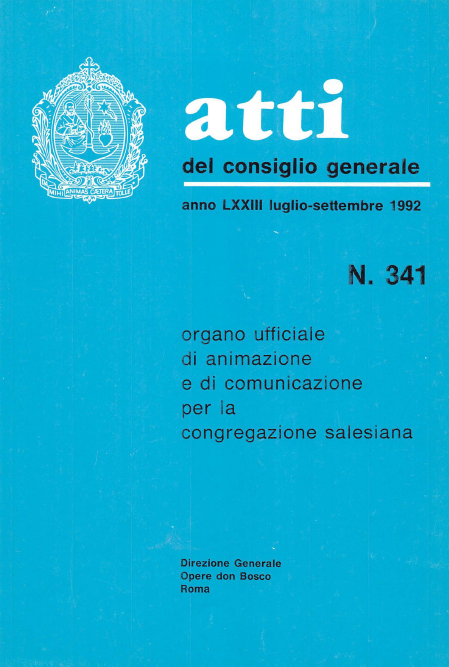 atti
del consiglio generale
anno LXXIII luglio-settembre 1992
N. 341
organo ufficiale
di animazione
e di comunicazione
per la
congregazione salesiana
DA MIHI ANIMAS CÆTERA TOLLE
Direzione Generale
Opere don Bosco
Roma